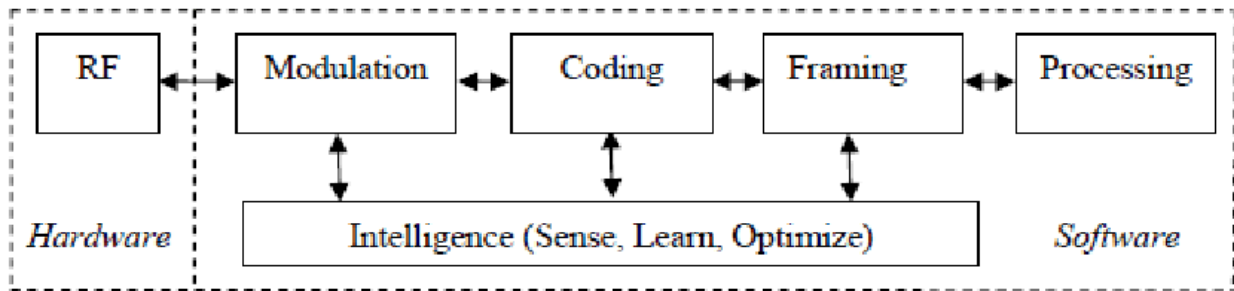 RF
Modulation
Coding
Framing
Processing
Hardware
Intelligence (Sense, Learn, Optimize)
Software